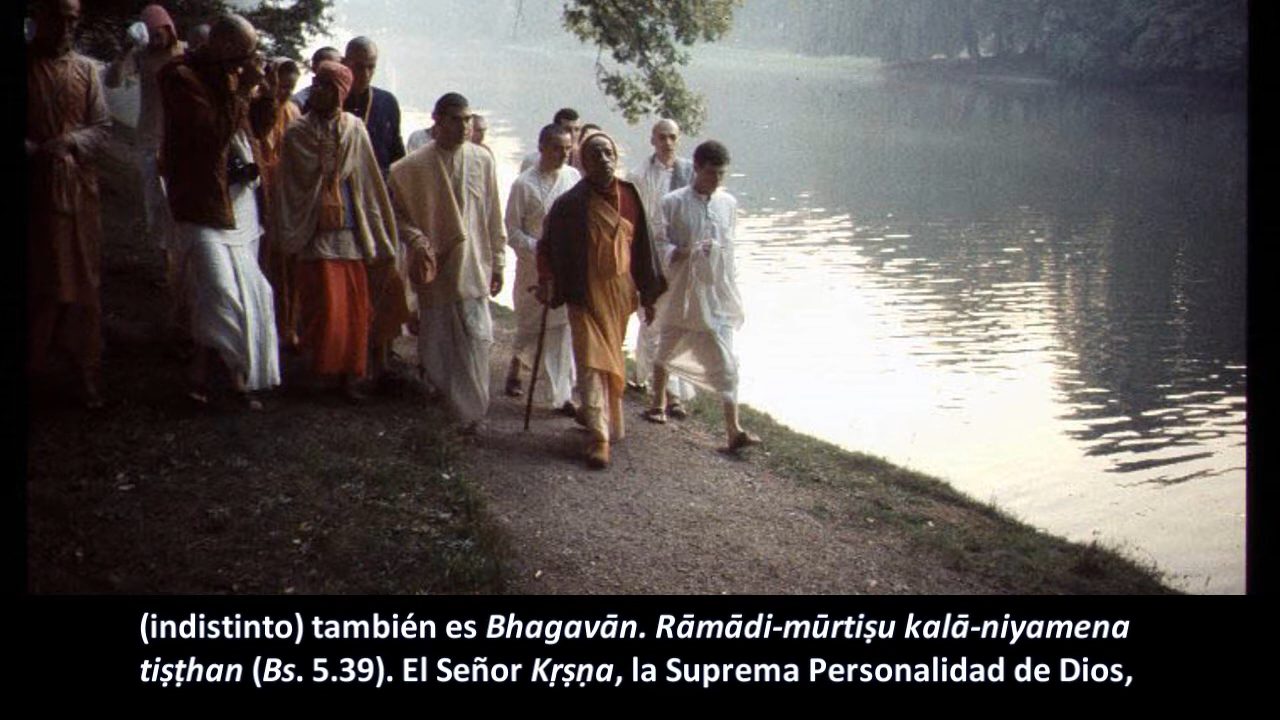 (indistinto) también es Bhagavān. Rāmādi-mūrtiṣu kalā-niyamena
tiṣṭhan (Bs. 5.39). El Señor Kṛṣṇa, la Suprema Personalidad de Dios,